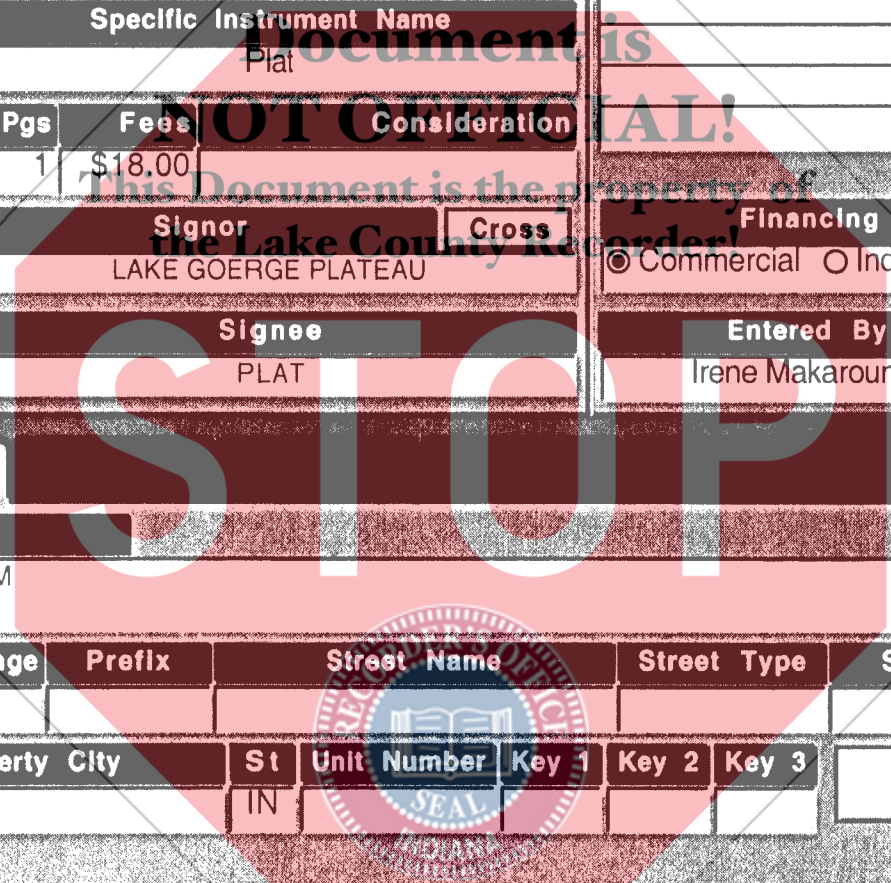 Specific Instrument Name
Document is
Plat
NOT OFFICIAL!
Pgs Fees Consideration
1 $18.00
This Document is the property of
the Lake County Recorder!
Signor Cross Financing
LAKE GOERGE PLATEAU Commercial
Signee Entered By
PLAT Irene
STOP
M
Prefix Street Name Street Type
RECORDER'S OFFICE
City St Unit Number Key 1 Key 2 Key 3
IN
SEAL
INDIANA